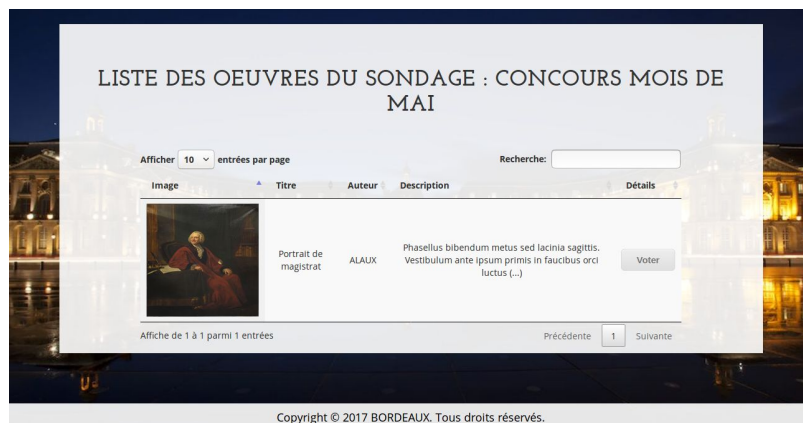 LISTE DES OEUVRES DU SONDAGE : CONCOURS MOIS DE
MAI
Afficher 10 entrées par page
Recherche:
Image Titre Auteur Description Détails
Portrait de
magistrat
ALAUX
Phasellus bibendum metus sed lacinia sagittis.
Vestibulum ante ipsum primis in faucibus orci
luctus (...)
Voter
Affiche de 1 à 1 parmi 1 entrées
Précédente 1 Suivante
Copyright © 2017 BORDEAUX. Tous droits réservés.